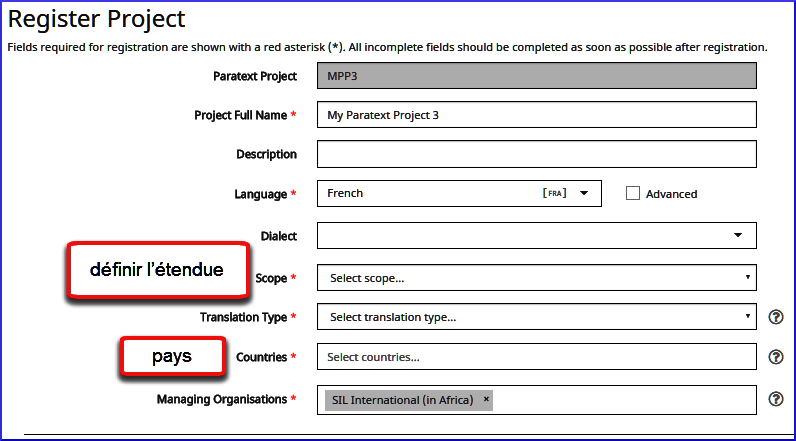 Register Project
Fields required for registration are shown with a red asterisk (*). All incomplete fields should be completed as soon as possible after registration.
Paratext Project MPP3
Project Full Name * My Paratext Project 3
Description
Language * French [FRA] Advanced
Dialect
définir l’étendue
Scope * Select scope...
Translation Type * Select translation type... ?
pays
Countries * Select countries... ?
Managing Organisations * SIL International (in Africa) × ?